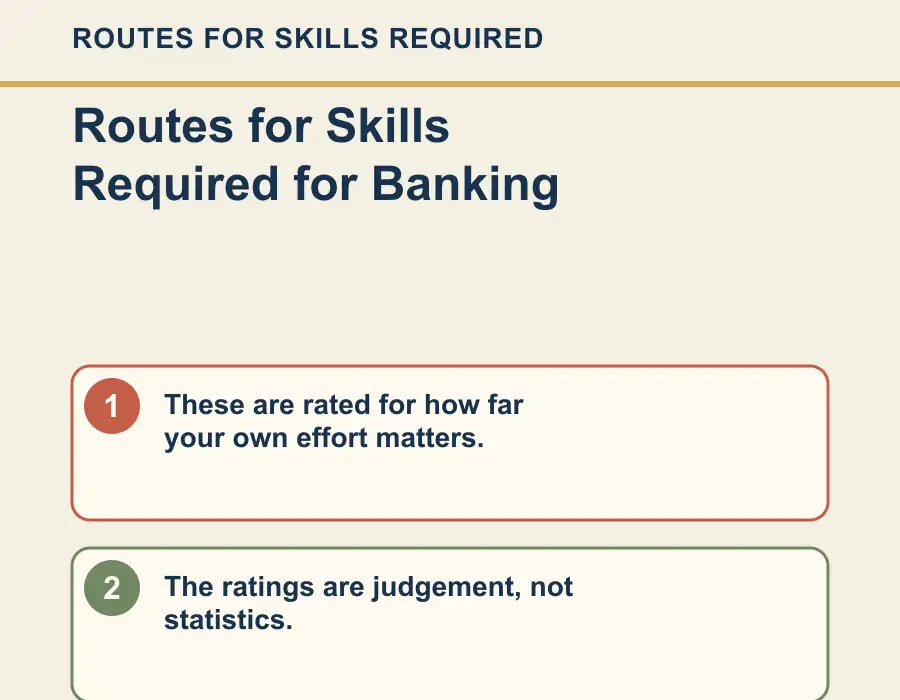 ROUTES FOR SKILLS REQUIRED
Routes for Skills
Required for Banking
1
These are rated for how far
your own effort matters.
2
The ratings are judgement, not
statistics.